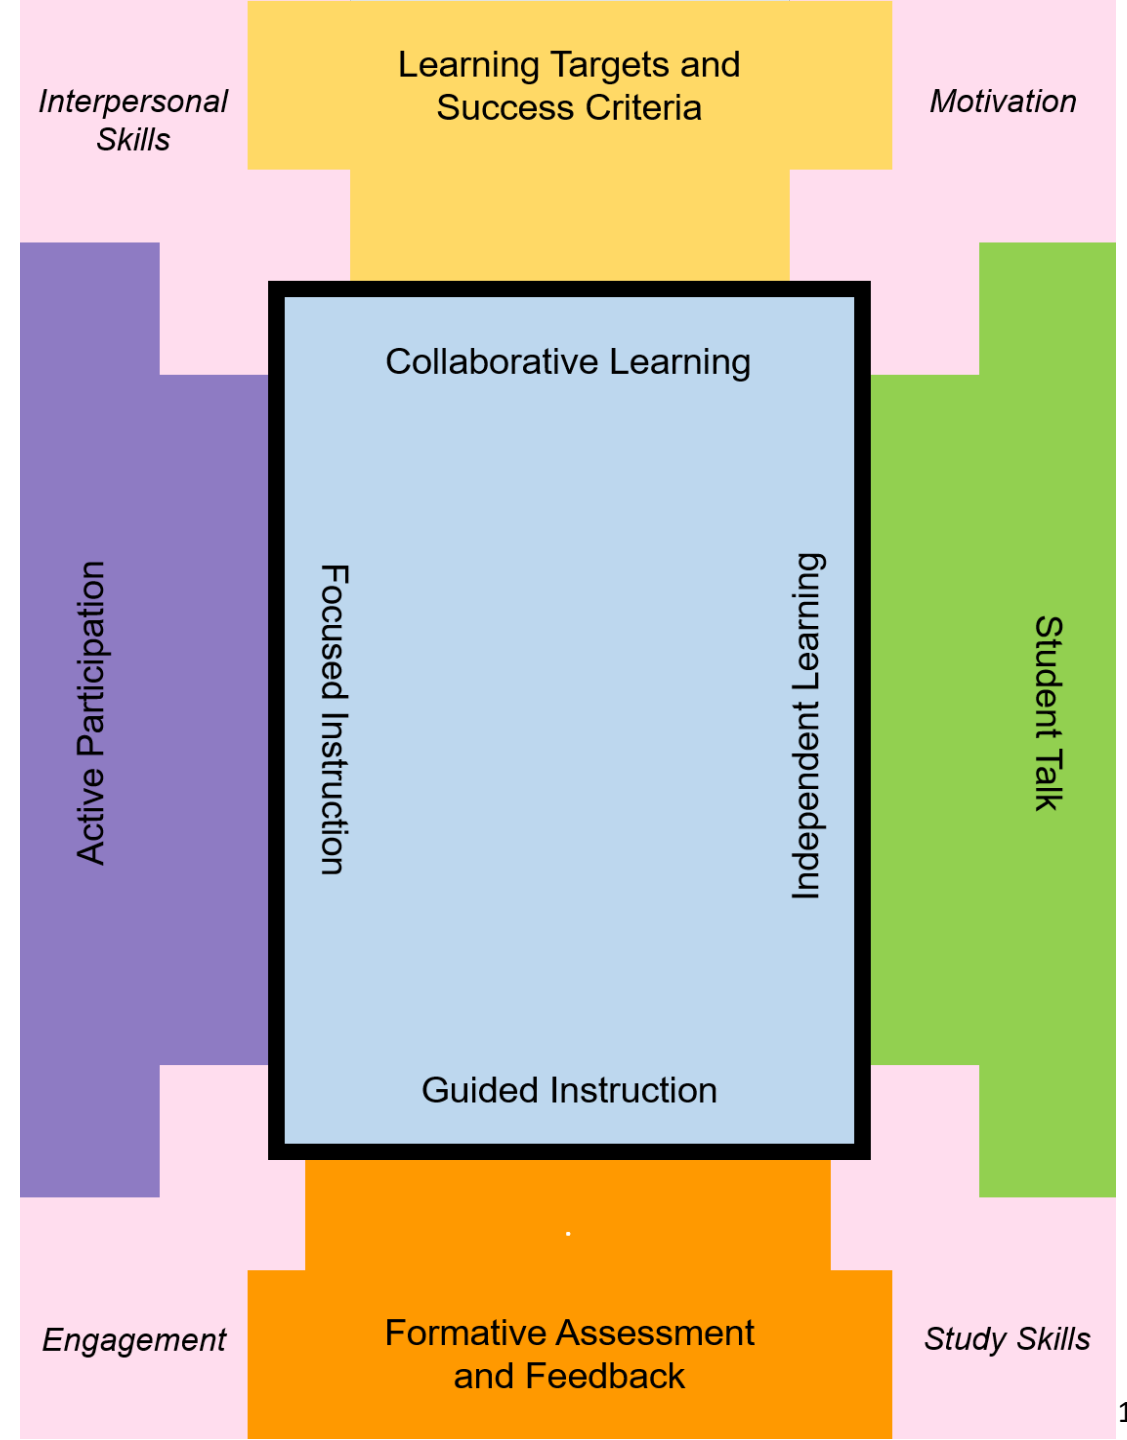 Learning Targets and
Success Criteria
Interpersonal
Skills
Motivation
Collaborative Learning
Active Participation
Focused Instruction
Independent Learning
Student Talk
Guided Instruction
Engagement
Formative Assessment
and Feedback
Study Skills
1